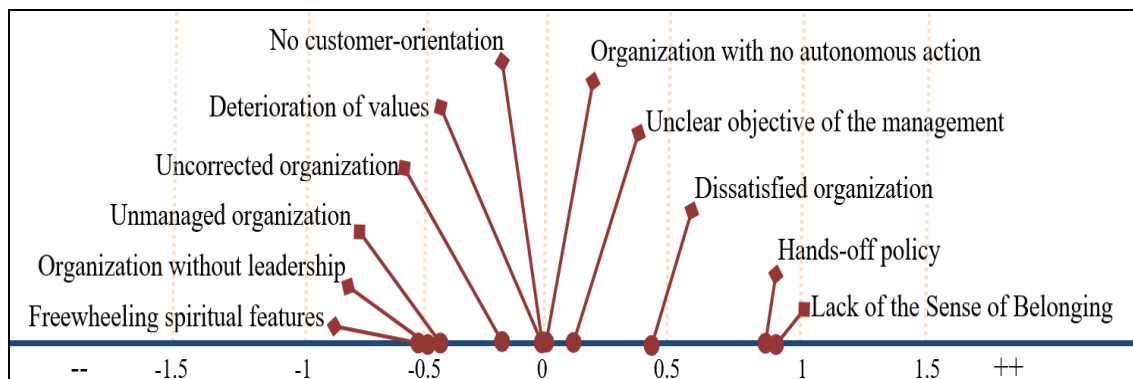 No customer-orientation
Organization with no autonomous action
Deterioration of values
Unclear objective of the management
Uncorrected organization
Dissatisfied organization
Unmanaged organization
Hands-off policy
Organization without leadership
Lack of the Sense of Belonging
Freewheeling spiritual features
-- -1.5 -1 -0.5 0 0.5 1 1.5 ++